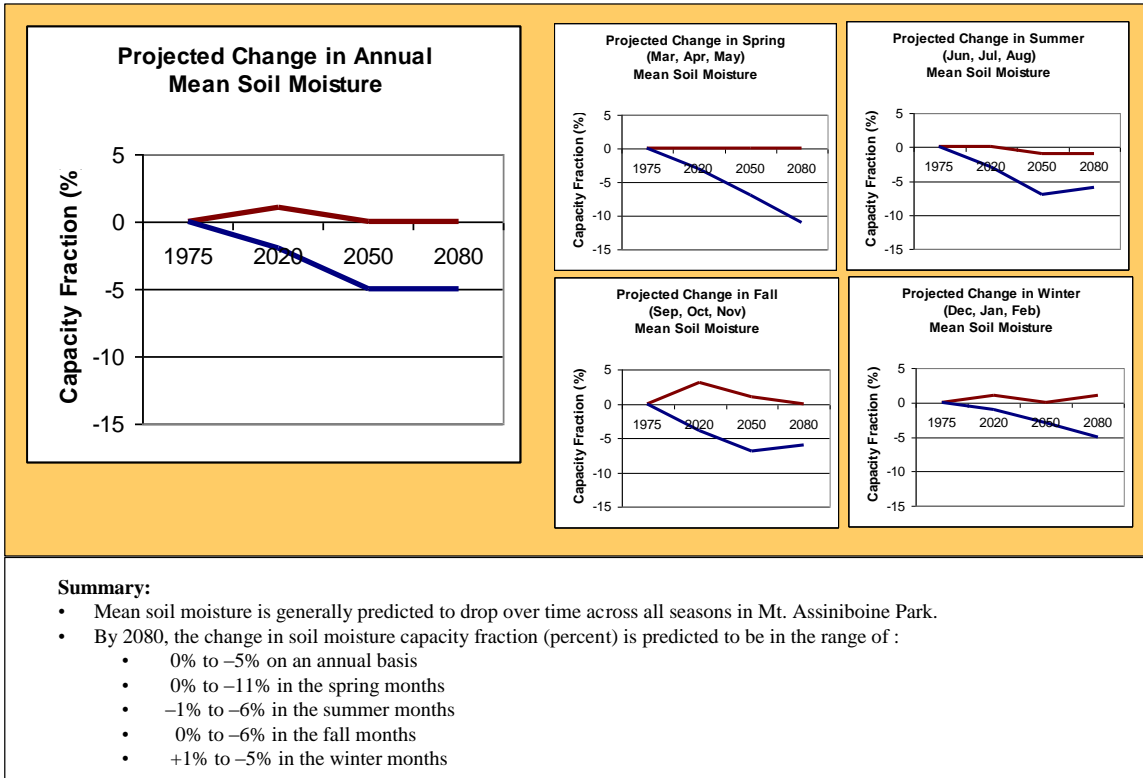 Projected Change in Annual
Mean Soil Moisture
Capacity Fraction (%
5
0
-5
-10
-15
1975
2020
2050
2080
Projected Change in Spring
(Mar, Apr, May)
Mean Soil Moisture
Capacity Fraction (%)
5
0
-5
-10
-15
1975
2020
2050
2080
Projected Change in Summer
(Jun, Jul, Aug)
Mean Soil Moisture
Capacity Fraction (%)
5
0
-5
-10
-15
1975
2020
2050
2080
Projected Change in Fall
(Sep, Oct, Nov)
Mean Soil Moisture
Capacity Fraction (%)
5
0
-5
-10
-15
1975
2020
2050
2080
Projected Change in Winter
(Dec, Jan, Feb)
Mean Soil Moisture
Capacity Fraction (%)
5
0
-5
-10
-15
1975
2020
2050
2080
Summary:
• Mean soil moisture is generally predicted to drop over time across all seasons in Mt. Assiniboine Park.
• By 2080, the change in soil moisture capacity fraction (percent) is predicted to be in the range of :
• 0% to –5% on an annual basis
• 0% to –11% in the spring months
• –1% to –6% in the summer months
• 0% to –6% in the fall months
• +1% to –5% in the winter months